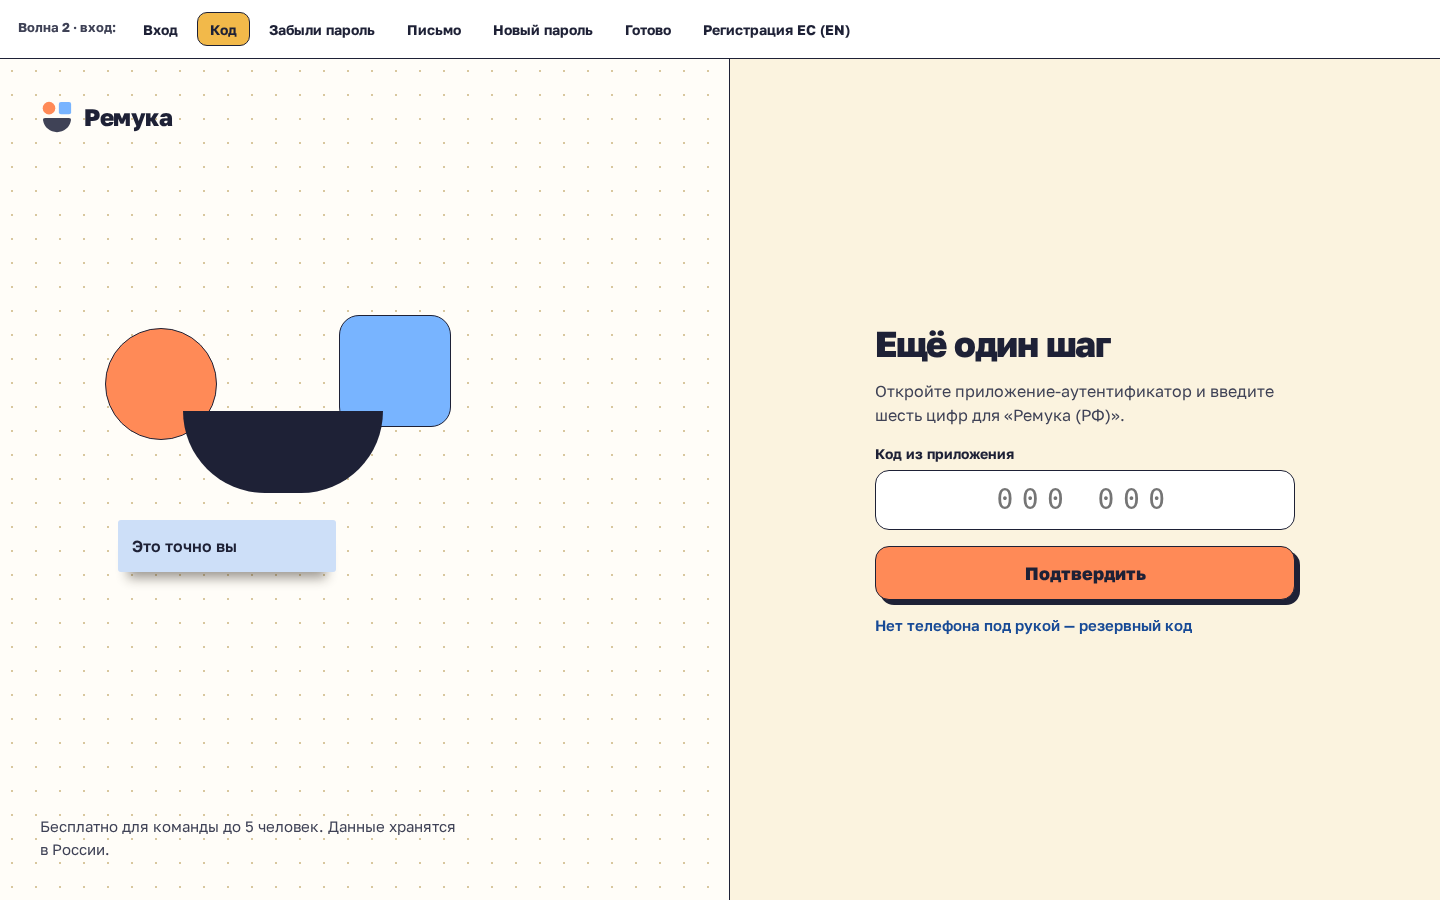 Волна 2 · вход: Вход Код Забыли пароль Письмо Новый пароль Готово Регистрация ЕС (EN)
Ремука
Это точно вы
Бесплатно для команды до 5 человек. Данные хранятся
в России.
Ещё один шаг
Откройте приложение-аутентификатор и введите
шесть цифр для «Ремука (РФ)».
Код из приложения
000 000
Подтвердить
Нет телефона под рукой — резервный код